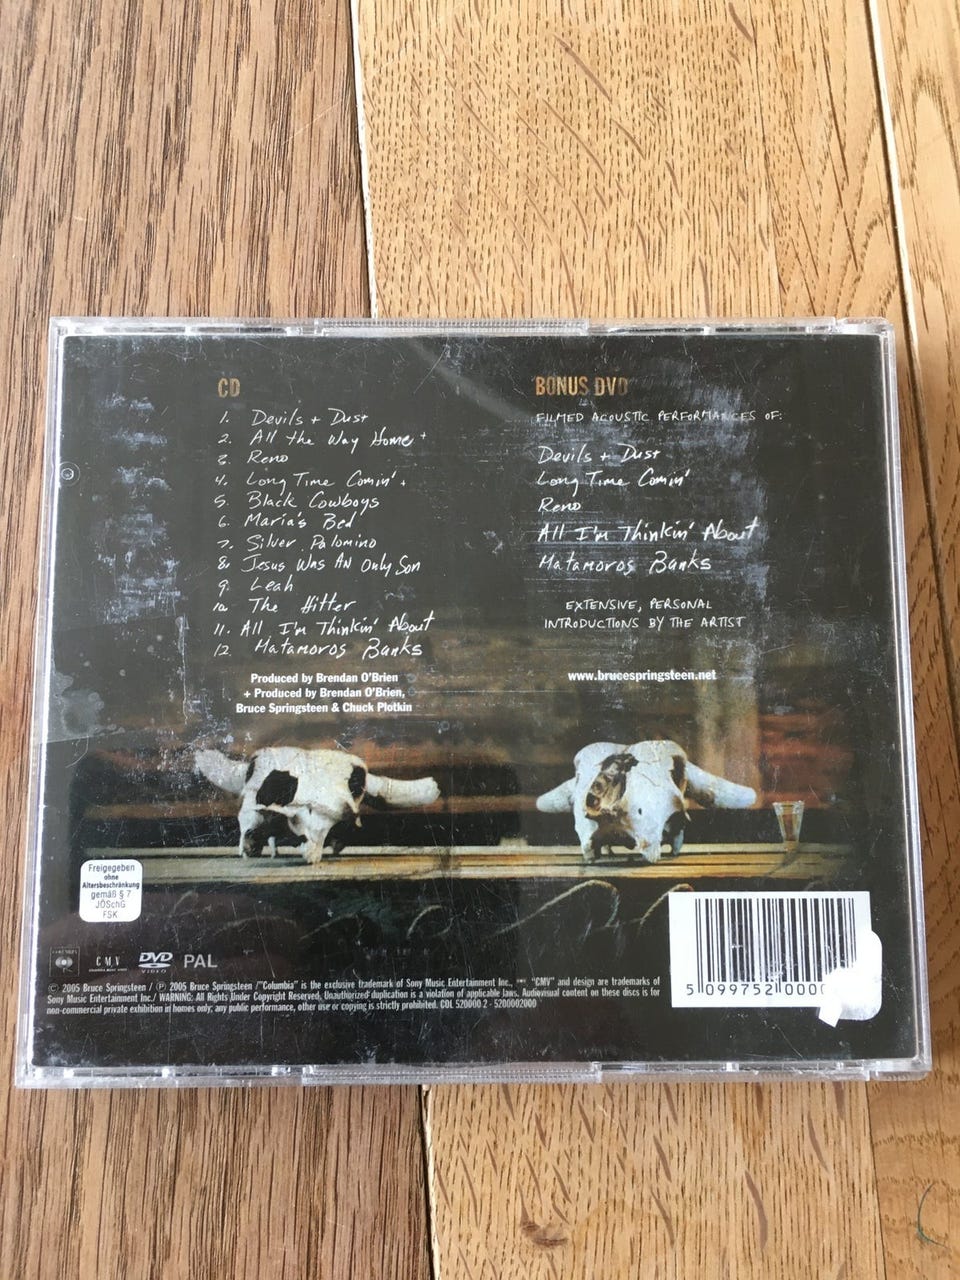 CD
1. Devils + Dust
2. All the Way Home +
3. Reno
4. Long Time Comin' +
5. Black Cowboys
6. Maria's Bed
7. Silver Palomino
8. Jesus Was An Only Son
9. Leah
10. The Hitter
11. All I'm Thinkin' About
12 Matamoros Banks
Produced by Brendan O'Brien
+ Produced by Brendan O'Brien,
Bruce Springsteen & Chuck Plotkin
BONUS DVD
FILMED ACOUSTIC PERFORMANCES OF:
Devils + Dust
Long Time Comin'
Reno
All I'm Thinkin' About
Matamoros Banks
EXTENSIVE, PERSONAL
INTRODUCTIONS BY THE ARTIST
www.brucespringsteen.net
Freigegeben
ohne
Altersbeschränkung
gemäß § 7
JÖSchG
FSK
COLUMBIA
CMV
DVD
VIDEO
PAL
© 2005 Bruce Springsteen / ℗ 2005 Bruce Springsteen /"Columbia" is the exclusive trademark of Sony Music Entertainment Inc., "CMV" and design are trademarks of
Sony Music Entertainment Inc./ WARNING: All Rights Under Copyright Reserved, Unauthorized duplication is a violation of applicable laws. Audiovisual content on these discs is for
non-commercial private exhibition in homes only; any public performance, other use or copying is strictly prohibited. COL 520000 2 - 5200002000
5 099752 000